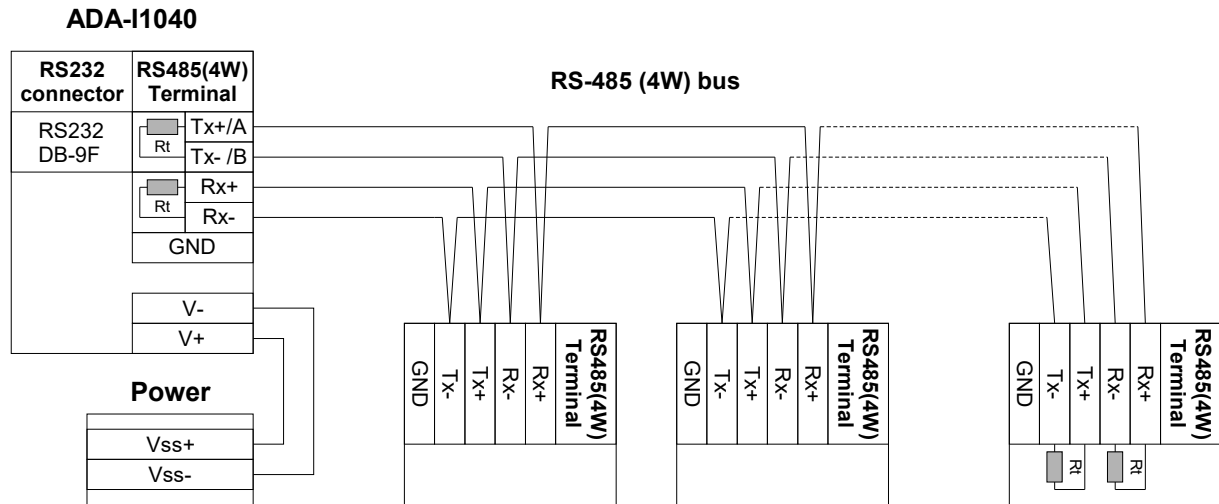 ADA-I1040
RS232 connector
RS485(4W) Terminal
RS232 DB-9F
Rt
Tx+/A
Tx- /B
Rt
Rx+
Rx-
GND
V-
V+
Power
Vss+
Vss-
RS-485 (4W) bus
GND
Tx-
Tx+
Rx-
Rx+
RS485(4W) Terminal
GND
Tx-
Tx+
Rx-
Rx+
RS485(4W) Terminal
GND
Tx-
Tx+
Rx-
Rx+
RS485(4W) Terminal
Rt
Rt